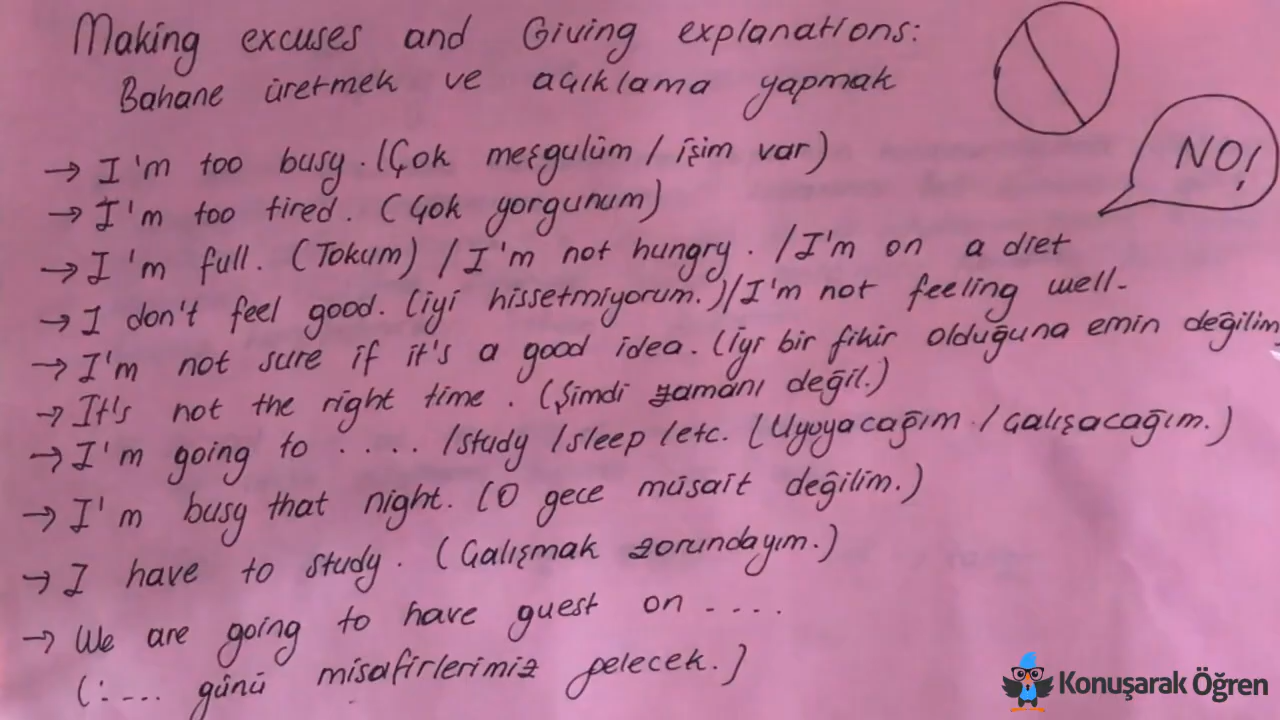 Making excuses and Giving explanations:
Bahane üretmek ve açıklama yapmak
NO!
→ I'm too busy. (Çok meşgulüm / işim var)
→ I'm too tired. (Çok yorgunum)
→ I'm full. (Tokum) / I'm not hungry. / I'm on a diet
→ I don't feel good. (iyi hissetmiyorum.) / I'm not feeling well.
→ I'm not sure if it's a good idea. (İyi bir fikir olduğuna emin değilim
→ It's not the right time. (Şimdi zamanı değil.)
→ I'm going to ..... /study /sleep /etc. (Uyuyacağım. / Çalışacağım.)
→ I'm busy that night. (O gece müsait değilim.)
→ I have to study. (Çalışmak zorundayım.)
→ We are going to have guest on .....
(..... günü misafirlerimiz gelecek.)
Konuşarak Öğren